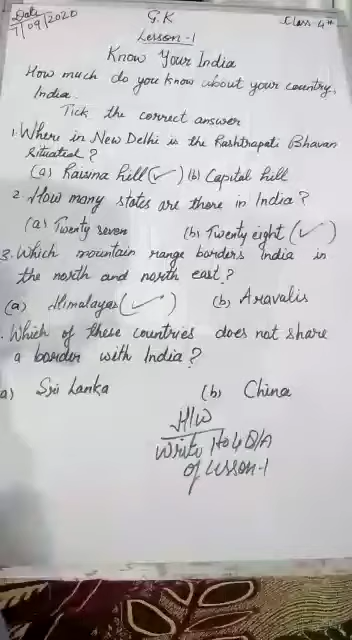 Date
7/09/2020
G.K
Class-4th
Lesson-1
Know Your India
How much do you know about your country,
India.
Tick the correct answer
1. Where in New Delhi is the Rashtrapati Bhavan
situated?
(a) Raisina hill (✓) (b) Capital hill
2. How many states are there in India?
(a) Twenty seven (b) Twenty eight (✓)
3. Which mountain range borders India in
the north and north east?
(a) Himalayas (✓) (b) Aravalis
. Which of these countries does not share
a border with India?
a) Sri Lanka (b) China
H/W
Write 1 to 4 Q/A
of lesson-1